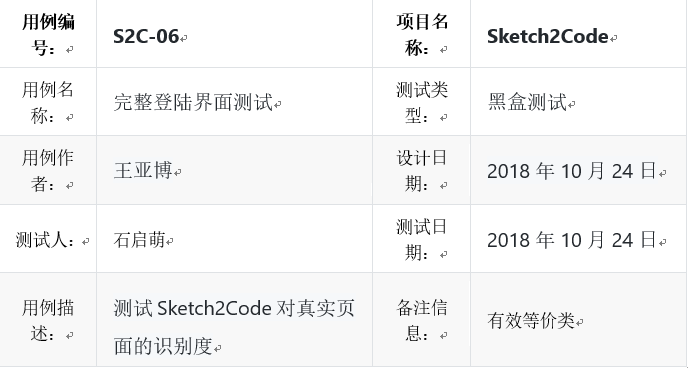 用例编
号：
S2C-06
项目名
称：
Sketch2Code
用例名
称：
完整登陆界面测试
测试类
型：
黑盒测试
用例作
者：
王亚博
设计日
期：
2018 年 10 月 24 日
测试人：
石启萌
测试日
期：
2018 年 10 月 24 日
用例描
述：
测试 Sketch2Code 对真实页
面的识别度
备注信
息：
有效等价类